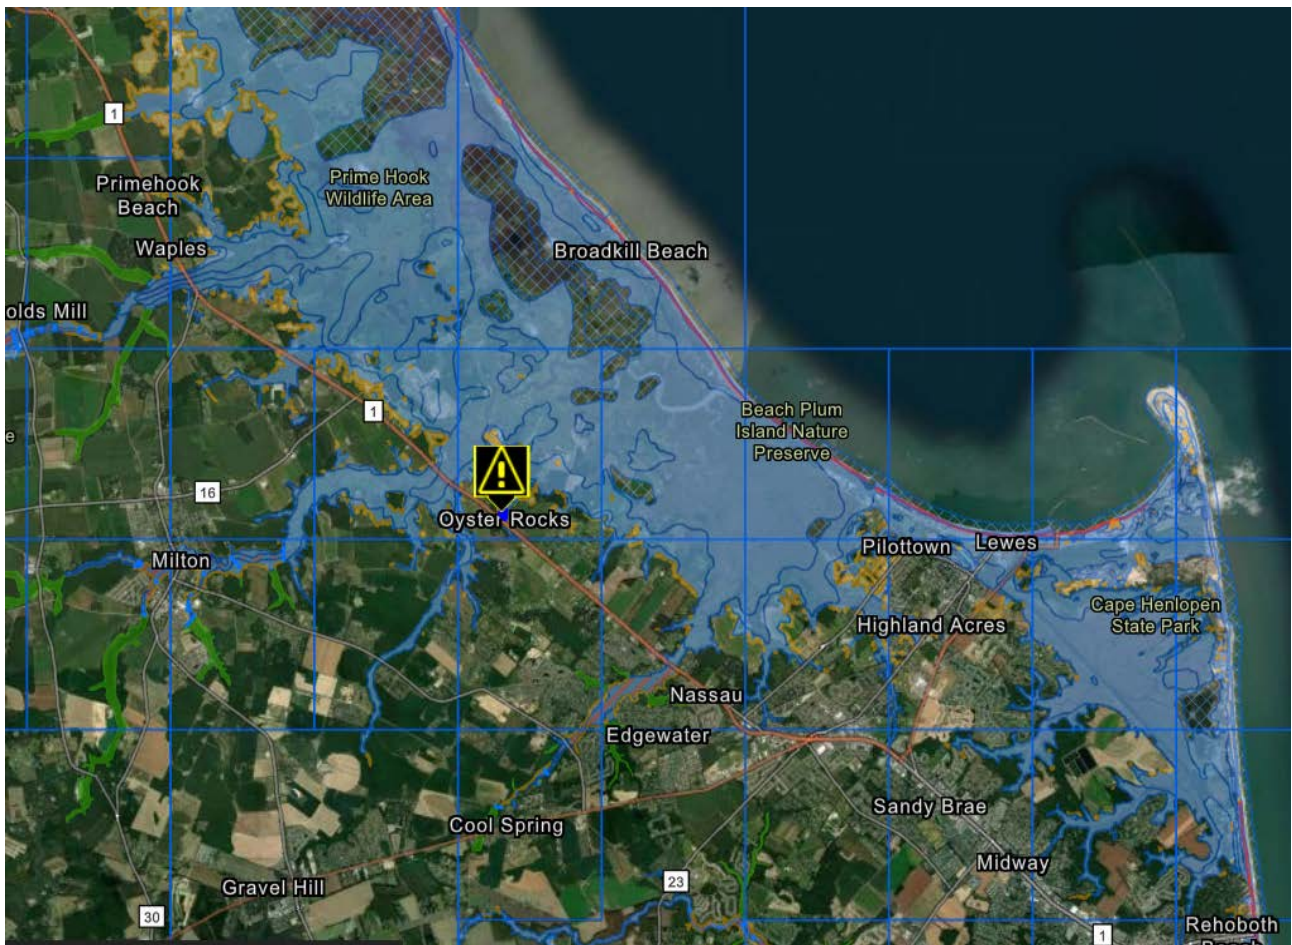 1
Primehook
Beach
Prime Hook
Wildlife Area
Waples
Broadkill Beach
olds Mill
1
Beach Plum
Island Nature
Preserve
e
16
Oyster Rocks
Pilottown
Lewes
Milton
Cape Henlopen
State Park
Highland Acres
Nassau
Edgewater
Sandy Brae
Cool Spring
Midway
23
Gravel Hill
30
1
Rehoboth